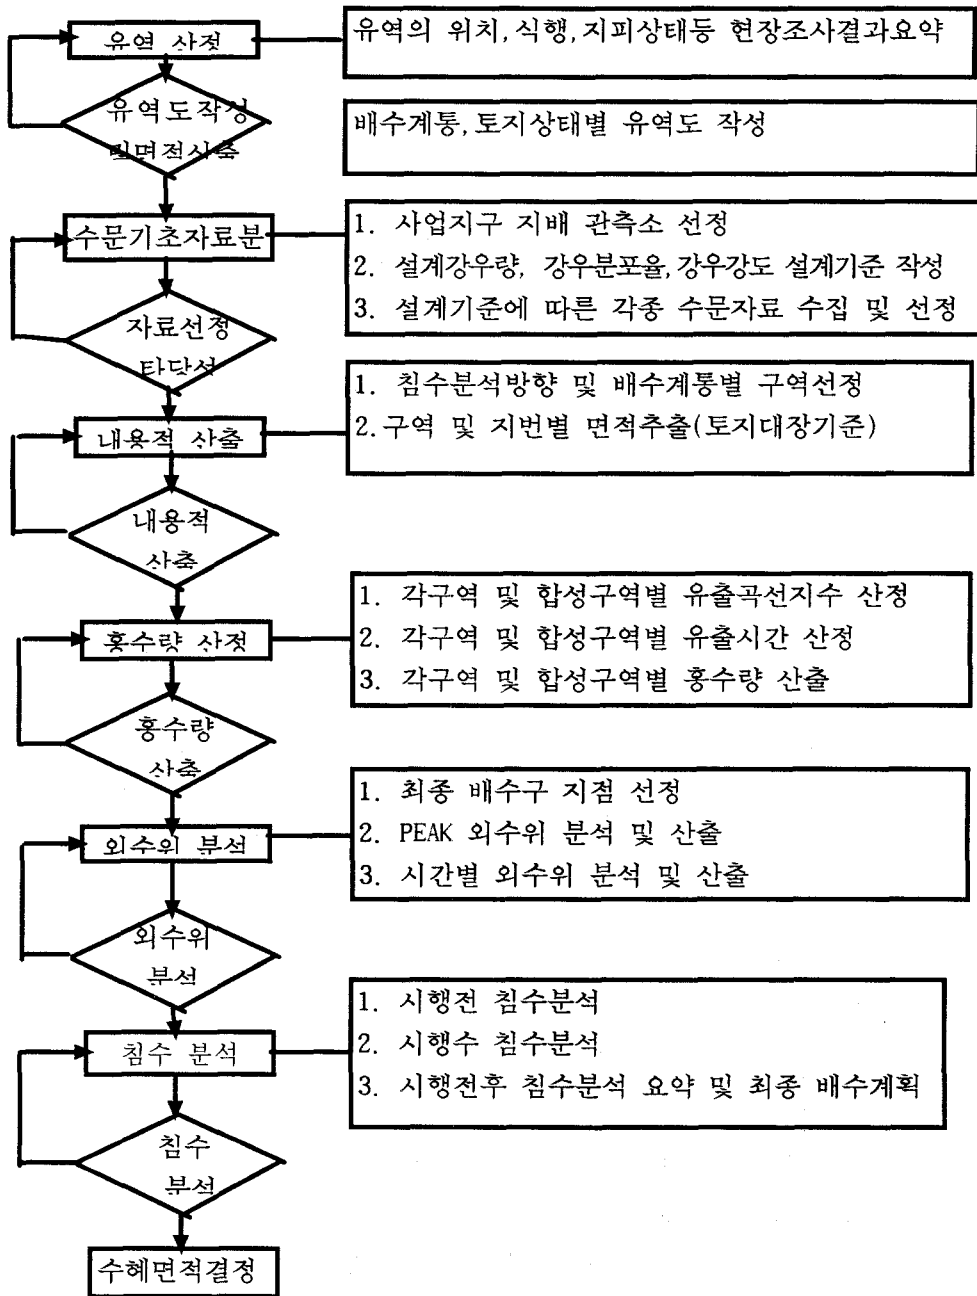 유역 산정
유역의 위치,식행,지피상태등 현장조사결과요약
유역도작성
및면적산출
배수계통,토지상태별 유역도 작성
수문기초자료분
1. 사업지구 지배 관측소 선정
2. 설계강우량, 강우분포율,강우강도 설계기준 작성
3. 설계기준에 따른 각종 수문자료 수집 및 선정
자료선정
타당성
내용적 산출
1. 침수분석방향 및 배수계통별 구역선정
2.구역 및 지번별 면적추출(토지대장기준)
내용적
산출
홍수량 산정
1. 각구역 및 합성구역별 유출곡선지수 산정
2. 각구역 및 합성구역별 유출시간 산정
3. 각구역 및 합성구역별 홍수량 산출
홍수량
산출
외수위 분석
1. 최종 배수구 지점 선정
2. PEAK 외수위 분석 및 산출
3. 시간별 외수위 분석 및 산출
외수위
분석
침수 분석
1. 시행전 침수분석
2. 시행수 침수분석
3. 시행전후 침수분석 요약 및 최종 배수계획
침수
분석
수혜면적결정